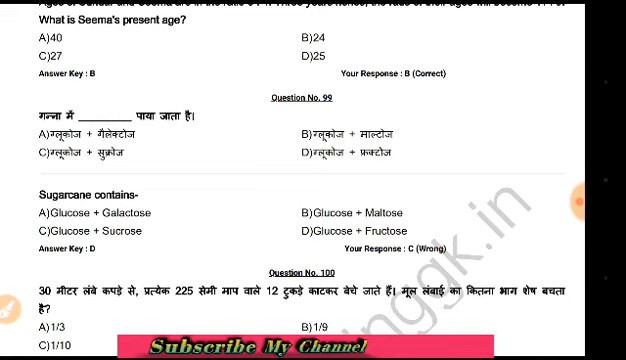 What is Seema's present age?
A)40 B)24
C)27 D)25
Answer Key : B Your Response : B (Correct)
Question No. 99
गन्ना में __________ पाया जाता है।
A)ग्लूकोज + गैलेक्टोज B)ग्लूकोज + माल्टोज
C)ग्लूकोज + सुक्रोज D)ग्लूकोज + फ्रक्टोज
Sugarcane contains-
A)Glucose + Galactose B)Glucose + Maltose
C)Glucose + Sucrose D)Glucose + Fructose
Answer Key : D Your Response : C (Wrong)
Question No. 100
30 मीटर लंबे कपड़े से, प्रत्येक 225 सेमी माप वाले 12 टुकड़े काटकर बेचे जाते हैं। मूल लंबाई का कितना भाग शेष बचता
है?
A)1/3 B)1/9
C)1/10
Subscribe My Channel